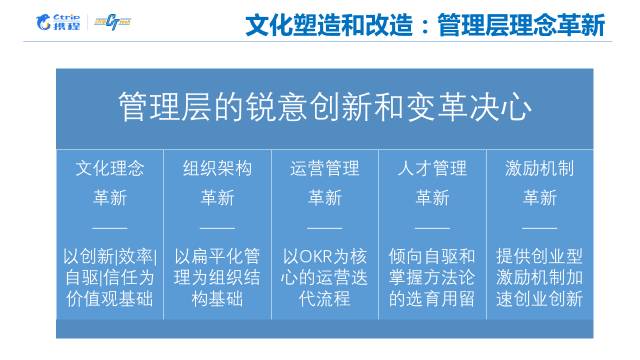 Ctrip
携程
CT
文化塑造和改造：管理层理念革新
管理层的锐意创新和变革决心
文化理念
革新
以创新|效率|
自驱|信任为
价值观基础
组织架构
革新
以扁平化管
理为组织结
构基础
运营管理
革新
以OKR为核
心的运营迭
代流程
人才管理
革新
倾向自驱和
掌握方法论
的选育用留
激励机制
革新
提供创业型
激励机制加
速创业创新